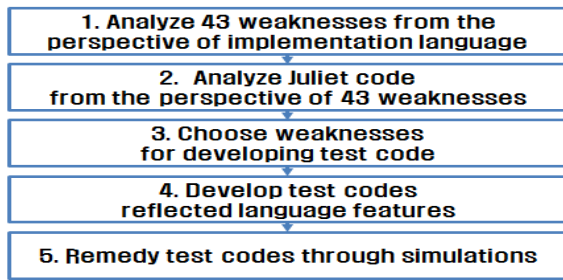 1. Analyze 43 weaknesses from the
perspective of implementation language
2. Analyze Juliet code
from the perspective of 43 weaknesses
3. Choose weaknesses
for developing test code
4. Develop test codes
reflected language features
5. Remedy test codes through simulations